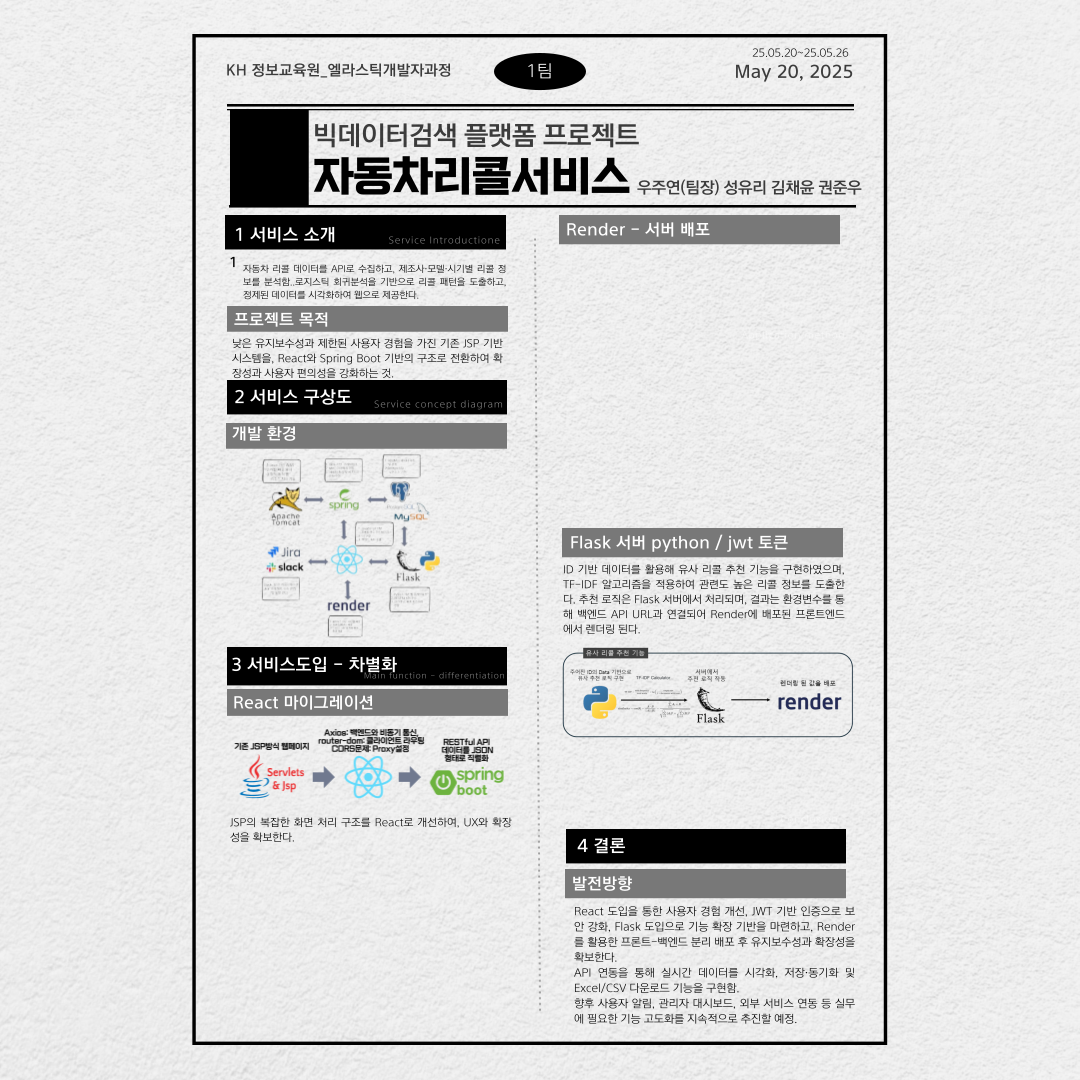 KH 정보교육원_엘라스틱개발자과정
1팀
25.05.20~25.05.26
May 20, 2025
빅데이터검색 플랫폼 프로젝트
자동차리콜서비스
우주연(팀장) 성유리 김채윤 권준우
1 서비스 소개
Service Introductione
1
자동차 리콜 데이터를 API로 수집하고, 제조사·모델·시기별 리콜 정
보를 분석함..로지스틱 회귀분석을 기반으로 리콜 패턴을 도출하고,
정제된 데이터를 시각화하여 웹으로 제공한다.
프로젝트 목적
낮은 유지보수성과 제한된 사용자 경험을 가진 기존 JSP 기반
시스템을, React와 Spring Boot 기반의 구조로 전환하여 확
장성과 사용자 편의성을 강화하는 것.
2 서비스 구상도
Service concept diagram
개발 환경
Apache
Tomcat
spring
MySQL
Jira
slack
Flask
render
3 서비스도입 - 차별화
Main function - differentiation
React 마이그레이션
기존 JSP방식 웹페이지
Axios: 백엔드와 비동기 통신,
router-dom: 클라이언트 라우팅
CORS문제: Proxy설정
RESTful API
데이터를 JSON
형태로 직렬화
Servlets
& Jsp
spring
boot
JSP의 복잡한 화면 처리 구조를 React로 개선하여, UX와 확장
성을 확보한다.
Render - 서버 배포
Flask 서버 python / jwt 토큰
ID 기반 데이터를 활용해 유사 리콜 추천 기능을 구현하였으며,
TF-IDF 알고리즘을 적용하여 관련도 높은 리콜 정보를 도출한
다. 추천 로직은 Flask 서버에서 처리되며, 결과는 환경변수를 통
해 백엔드 API URL과 연결되어 Render에 배포된 프론트엔드
에서 렌더링 된다.
유사 리콜 추천 기능
주어진 ID의 Data 기반으로
유사 추천 로직 구현
TF-IDF Calculator
서버에서
추천 로직 작동
Flask
렌더링 된 값을 배포
render
4 결론
발전방향
React 도입을 통한 사용자 경험 개선, JWT 기반 인증으로 보
안 강화, Flask 도입으로 기능 확장 기반을 마련하고, Render
를 활용한 프론트-백엔드 분리 배포 후 유지보수성과 확장성을
확보한다.
API 연동을 통해 실시간 데이터를 시각화, 저장·동기화 및
Excel/CSV 다운로드 기능을 구현함.
향후 사용자 알림, 관리자 대시보드, 외부 서비스 연동 등 실무
에 필요한 기능 고도화를 지속적으로 추진할 예정.